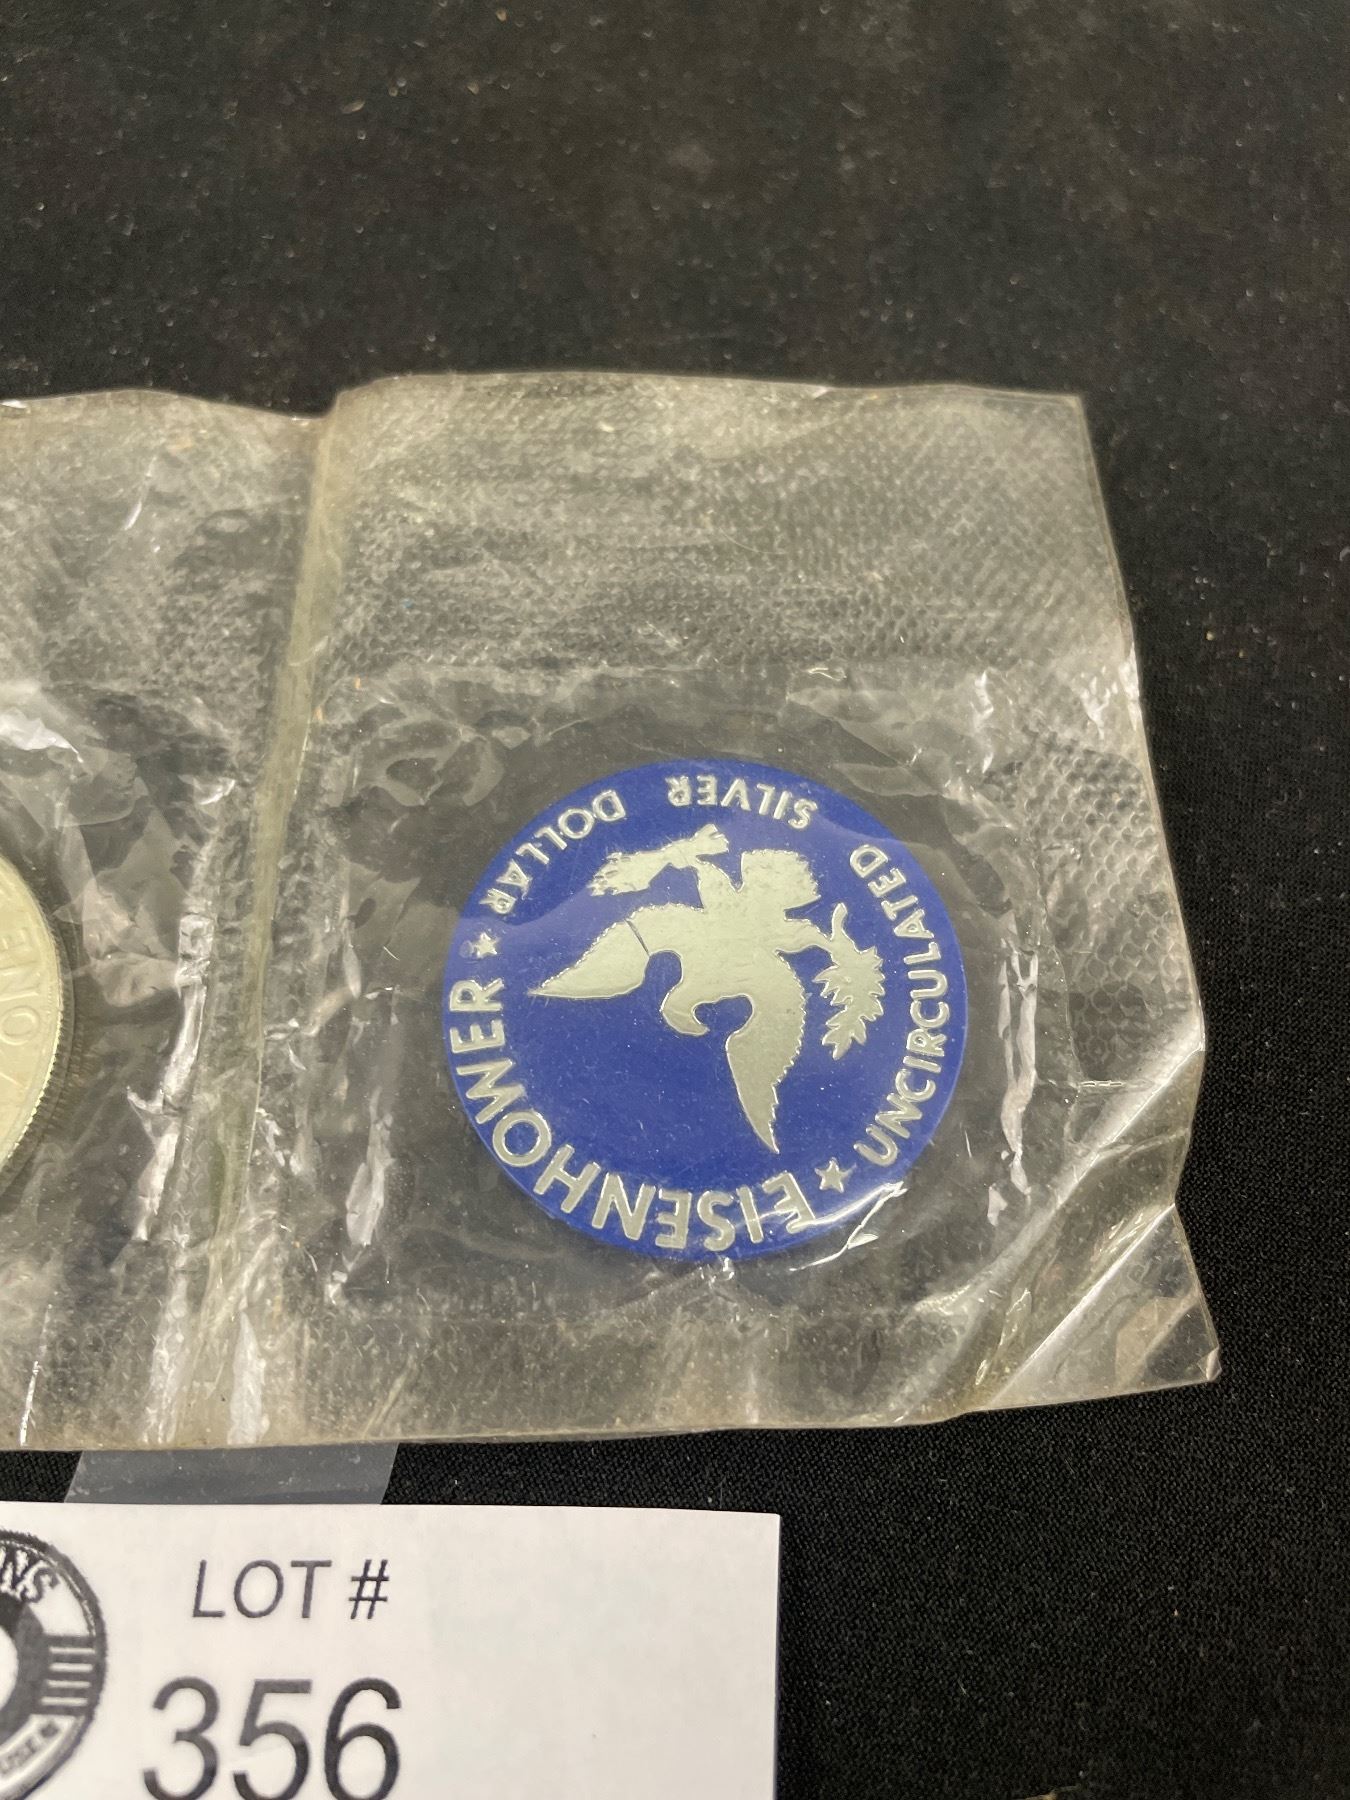 ONE
EISENHOWER
★ UNCIRCULATED SILVER DOLLAR ★
LOT #
356